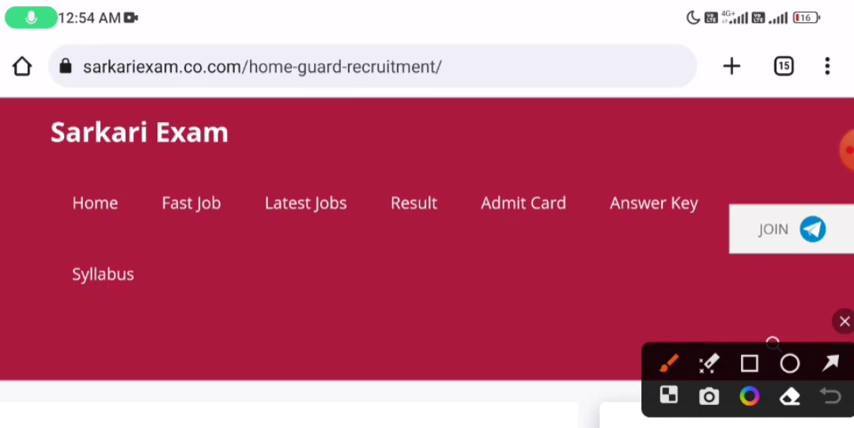 12:54 AM
4G+
16
sarkariexam.co.com/home-guard-recruitment/
15
Sarkari Exam
Home
Fast Job
Latest Jobs
Result
Admit Card
Answer Key
JOIN
Syllabus